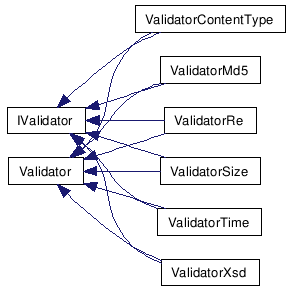 ValidatorContentType
ValidatorMd5
IValidator
ValidatorRe
Validator
ValidatorSize
ValidatorTime
ValidatorXsd